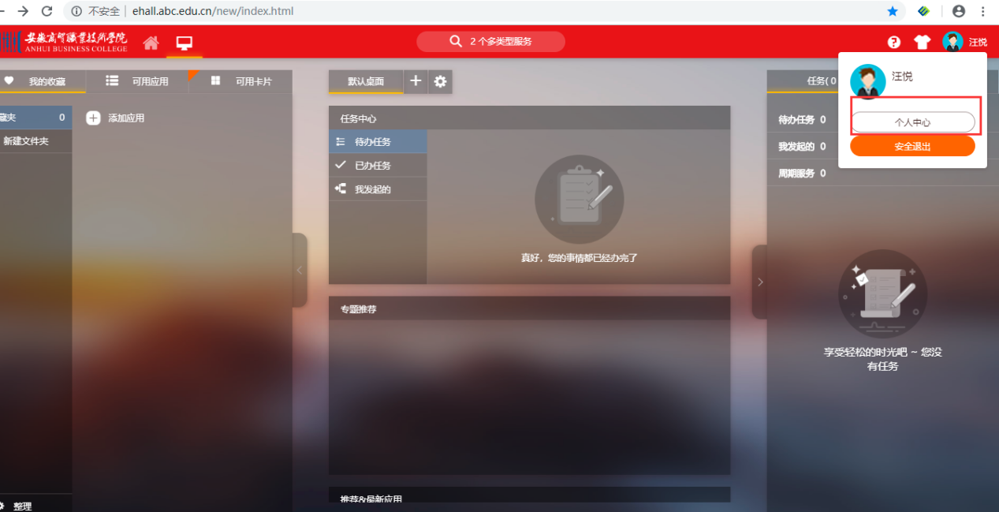 不安全 ehall.abc.edu.cn/new/index.html
安徽商贸职业技术学院
ANHUI BUSINESS COLLEGE
2 个多类型服务
汪悦
我的收藏
可用应用
可用卡片
默认桌面
任务( 0
汪悦
个人中心
安全退出
藏夹 0
新建文件夹
添加应用
任务中心
待办任务
已办任务
我发起的
真好，您的事情都已经办完了
专题推荐
推荐&最新应用
待办任务 0
我发起的 0
周期服务 0
享受轻松的时光吧 ~ 您没
有任务
整理